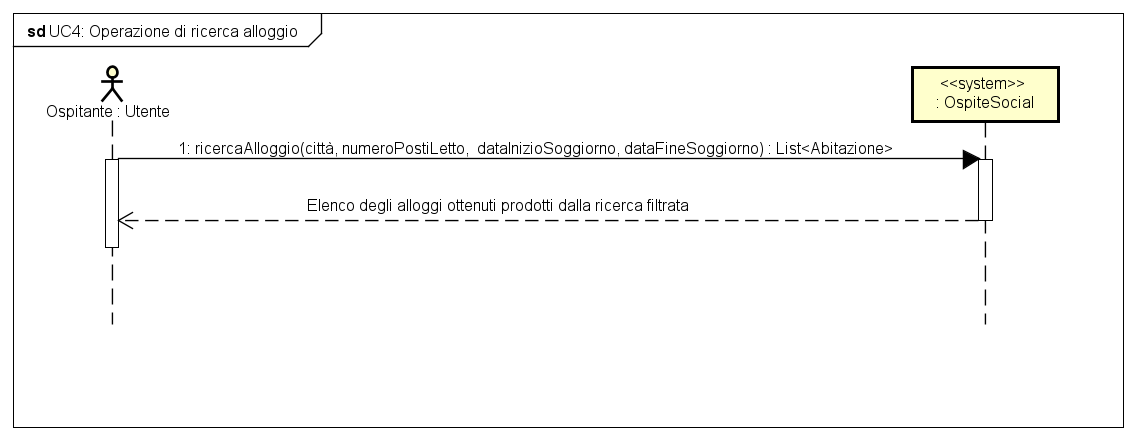 sd UC4: Operazione di ricerca alloggio
Ospitante : Utente
<<system>>
: OspiteSocial
1: ricercaAlloggio(città, numeroPostiLetto, dataInizioSoggiorno, dataFineSoggiorno) : List<Abitazione>
Elenco degli alloggi ottenuti prodotti dalla ricerca filtrata